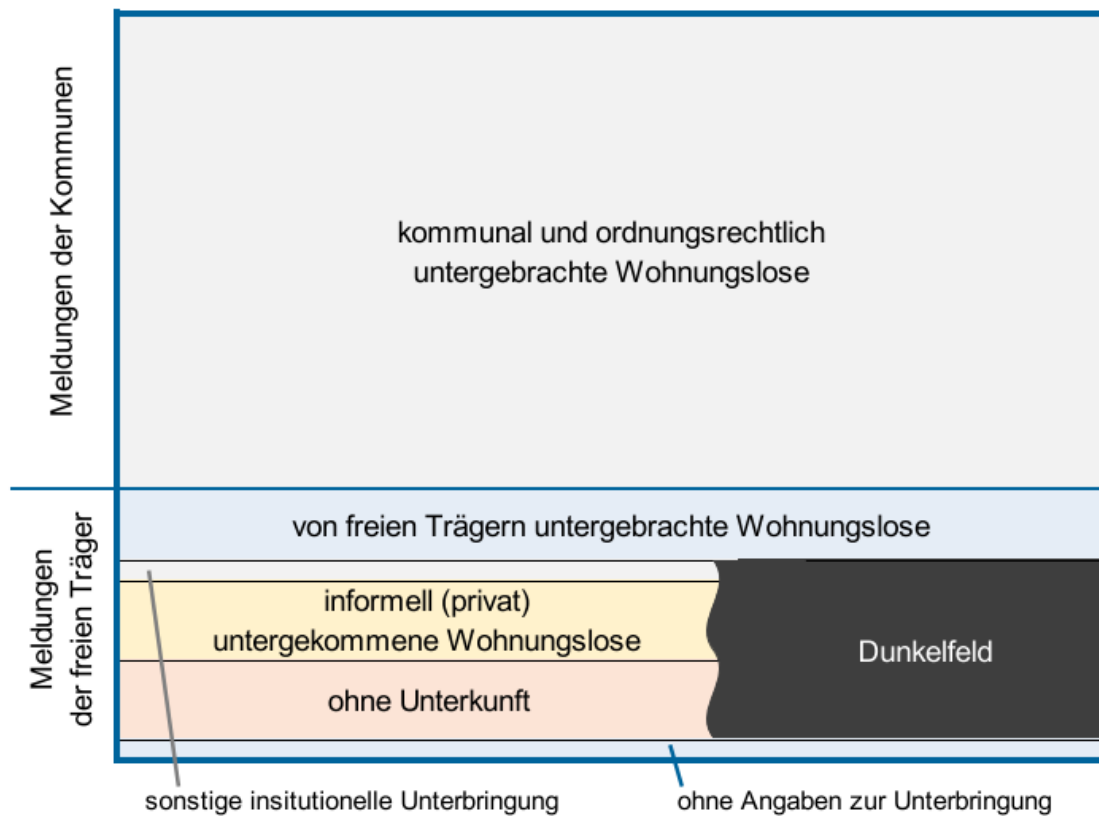 Meldungen der Kommunen
kommunal und ordnungsrechtlich
untergebrachte Wohnungslose
Meldungen
der freien Träger
von freien Trägern untergebrachte Wohnungslose
informell (privat)
untergekommene Wohnungslose
Dunkelfeld
ohne Unterkunft
sonstige insitutionelle Unterbringung
ohne Angaben zur Unterbringung